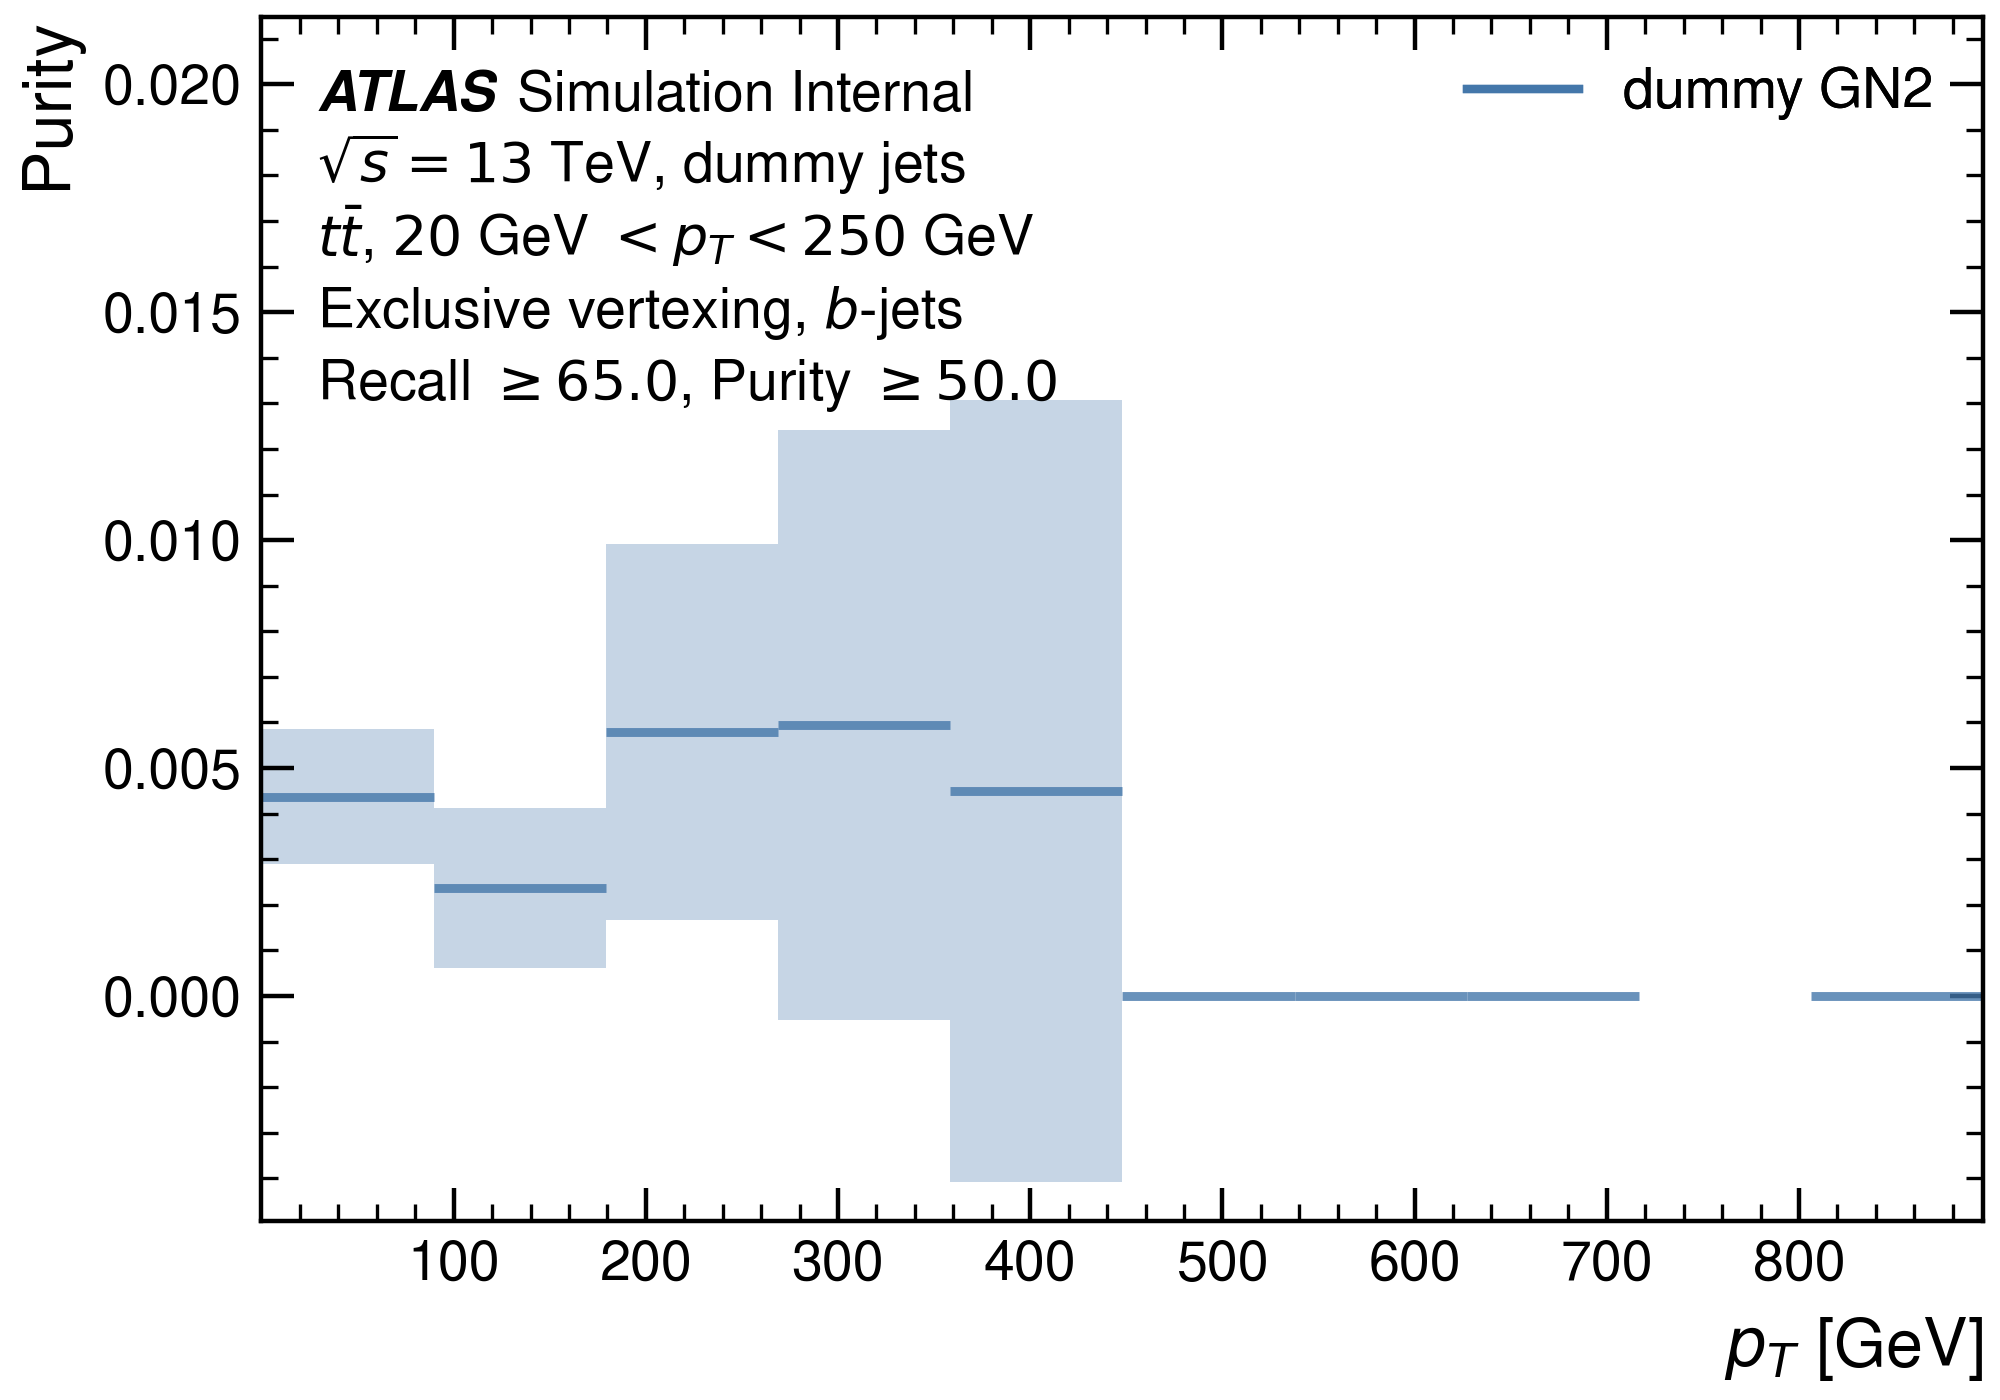 Purity
0.020
0.015
0.010
0.005
0.000
ATLAS Simulation Internal
√s = 13 TeV, dummy jets
tt̄, 20 GeV < p_T < 250 GeV
Exclusive vertexing, b-jets
Recall ≥ 65.0, Purity ≥ 50.0
dummy GN2
100 200 300 400 500 600 700 800
p_T [GeV]